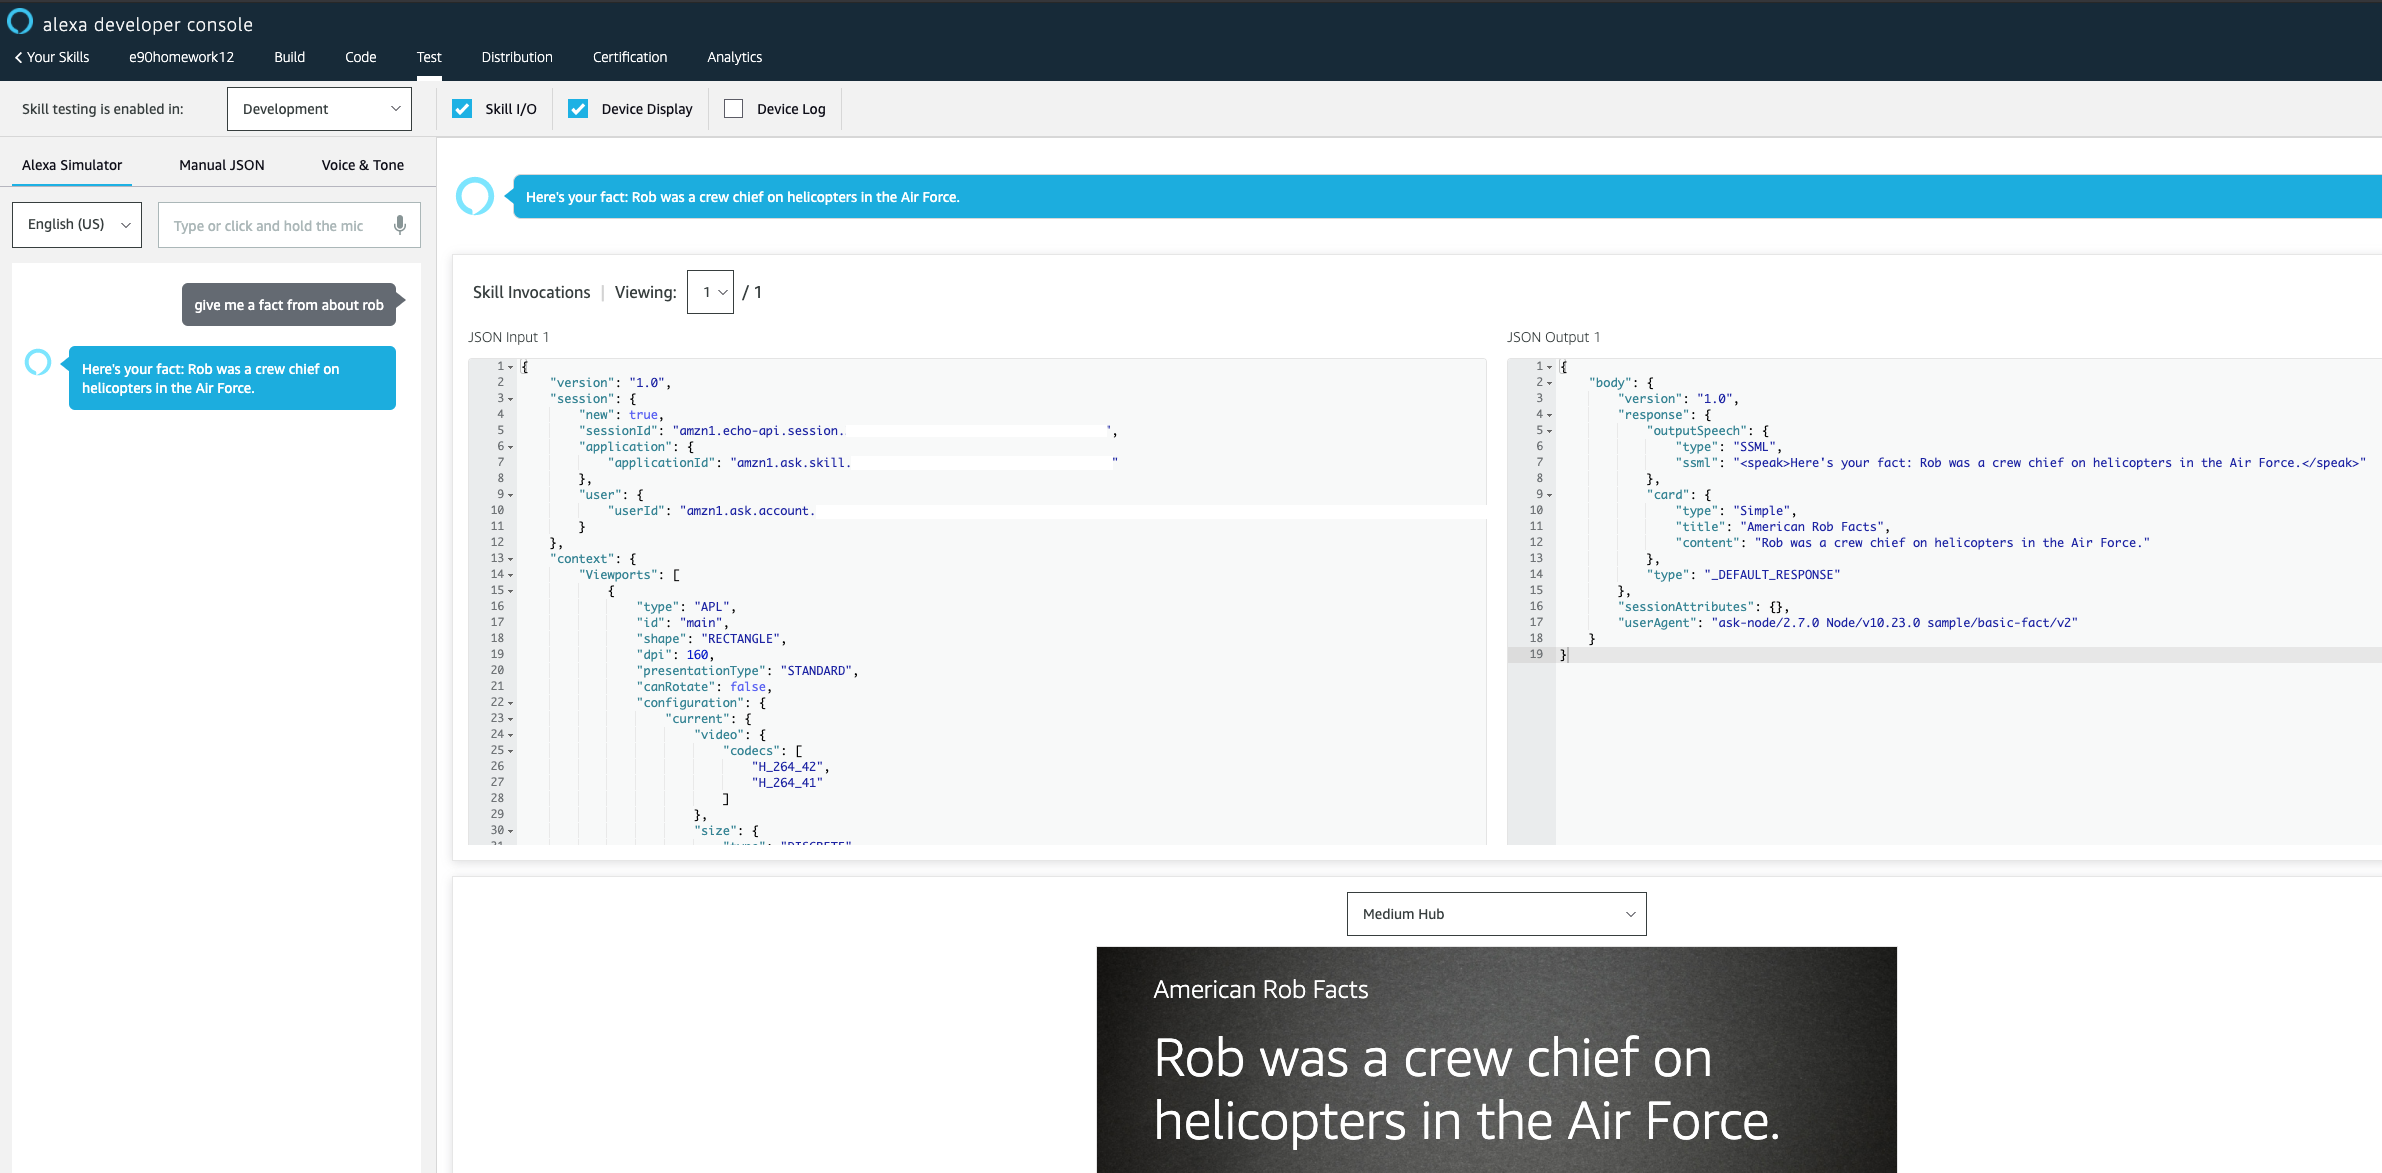 alexa developer console
Your Skills e90homework12 Build Code Test Distribution Certification Analytics
Skill testing is enabled in: Development Skill I/O Device Display Device Log
Alexa Simulator Manual JSON Voice & Tone
English (US) Type or click and hold the mic
give me a fact from about rob
Here's your fact: Rob was a crew chief on
helicopters in the Air Force.
Here's your fact: Rob was a crew chief on helicopters in the Air Force.
Skill Invocations | Viewing: 1 / 1
JSON Input 1
1 {
2 "version": "1.0",
3 "session": {
4 "new": true,
5 "sessionId": "amzn1.echo-api.session. ",
6 "application": {
7 "applicationId": "amzn1.ask.skill. "
8 },
9 "user": {
10 "userId": "amzn1.ask.account.
11 }
12 },
13 "context": {
14 "Viewports": [
15 {
16 "type": "APL",
17 "id": "main",
18 "shape": "RECTANGLE",
19 "dpi": 160,
20 "presentationType": "STANDARD",
21 "canRotate": false,
22 "configuration": {
23 "current": {
24 "video": {
25 "codecs": [
26 "H_264_42",
27 "H_264_41"
28 ]
29 },
30 "size": {
31 "type": "DISCRETE"
JSON Output 1
1 {
2 "body": {
3 "version": "1.0",
4 "response": {
5 "outputSpeech": {
6 "type": "SSML",
7 "ssml": "<speak>Here's your fact: Rob was a crew chief on helicopters in the Air Force.</speak>"
8 },
9 "card": {
10 "type": "Simple",
11 "title": "American Rob Facts",
12 "content": "Rob was a crew chief on helicopters in the Air Force."
13 },
14 "type": "_DEFAULT_RESPONSE"
15 },
16 "sessionAttributes": {},
17 "userAgent": "ask-node/2.7.0 Node/v10.23.0 sample/basic-fact/v2"
18 }
19 }
Medium Hub
American Rob Facts
Rob was a crew chief on
helicopters in the Air Force.